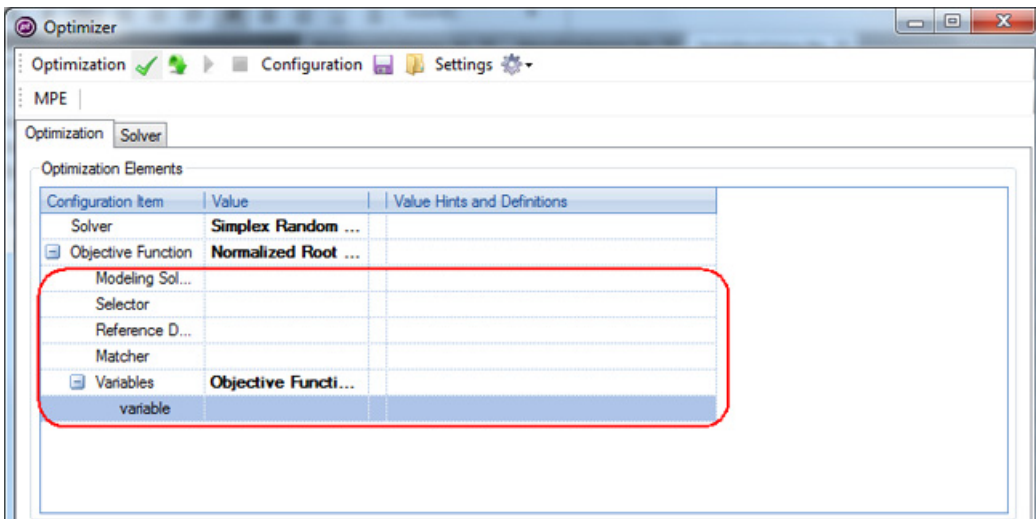 Optimizer
Optimization Configuration Settings
MPE
Optimization Solver
Optimization Elements
Configuration Item Value Value Hints and Definitions
Solver Simplex Random ...
Objective Function Normalized Root ...
Modeling Sol...
Selector
Reference D...
Matcher
Variables Objective Functi...
variable